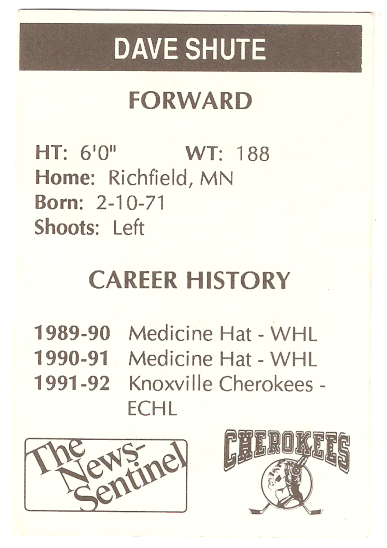 DAVE SHUTE
FORWARD
HT: 6'0" WT: 188
Home: Richfield, MN
Born: 2-10-71
Shoots: Left
CAREER HISTORY
1989-90 Medicine Hat - WHL
1990-91 Medicine Hat - WHL
1991-92 Knoxville Cherokees -
ECHL
The
News-
Sentinel
CHEROKEES